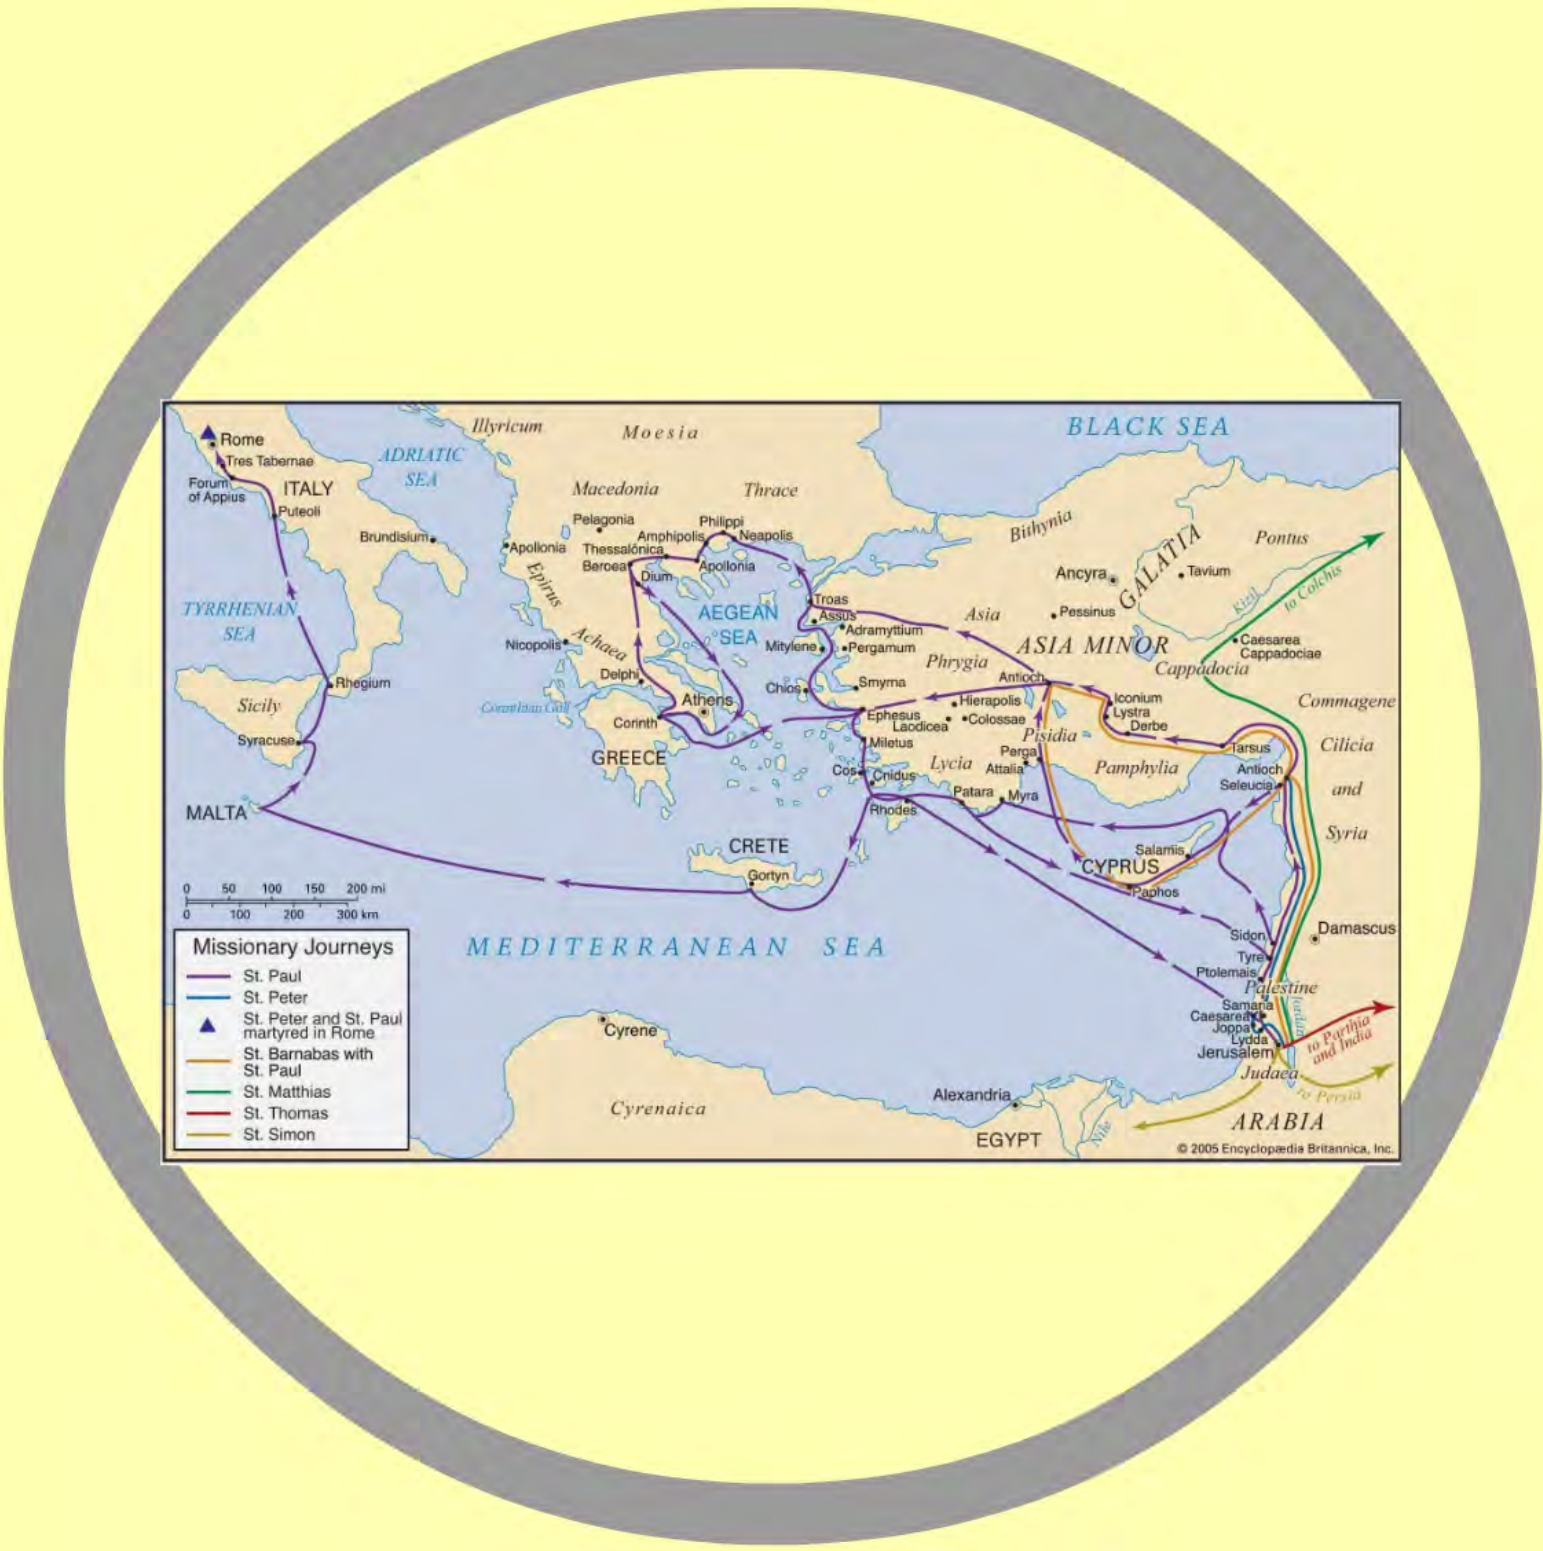 BLACK SEA
Illyricum
Moesia
Rome
Tres Tabernae
ADRIATIC
SEA
Forum
of Appius
ITALY
Puteoli
Macedonia
Thrace
Pelagonia
Philippi
Amphipolis
Neapolis
Brundisium
Apollonia
Thessalónica
Beroea
Apollonia
Dium
Bithynia
Pontus
GALATIA
Ancyra
Tavium
Kizil
to Colchis
Epirus
TYRRHENIAN
SEA
AEGEAN
SEA
Troas
Assus
Asia
Pessinus
Adramyttium
Nicopolis
Achaea
Mitylene
Pergamum
ASIA MINOR
Caesarea
Cappadociae
Phrygia
Cappadocia
Delphi
Rhegium
Chios
Smyrna
Antioch
Sicily
Corinthian Gulf
Athens
Hierapolis
Iconium
Commagene
Corinth
Ephesus
Laodicea
Colossae
Lystra
Derbe
Syracuse
Miletus
Pisidia
Tarsus
Cilicia
GREECE
Perga
Attalia
Lycia
Pamphylia
Antioch
Seleucia
Cos
Cnidus
and
Patara
Myra
MALTA
Rhodes
Syria
CRETE
Salamis
CYPRUS
Gortyn
Paphos
0 50 100 150 200 mi
0 100 200 300 km
Damascus
Sidon
MEDITERRANEAN SEA
Tyre
Ptolemais
Palestine
Jordan
Samaria
Caesarea
Joppa
Lydda
Jerusalem
to Parthia
and India
Cyrene
Judaea
to Persia
Alexandria
Cyrenaica
ARABIA
EGYPT
Nile
Missionary Journeys
St. Paul
St. Peter
St. Peter and St. Paul
martyred in Rome
St. Barnabas with
St. Paul
St. Matthias
St. Thomas
St. Simon
© 2005 Encyclopædia Britannica, Inc.